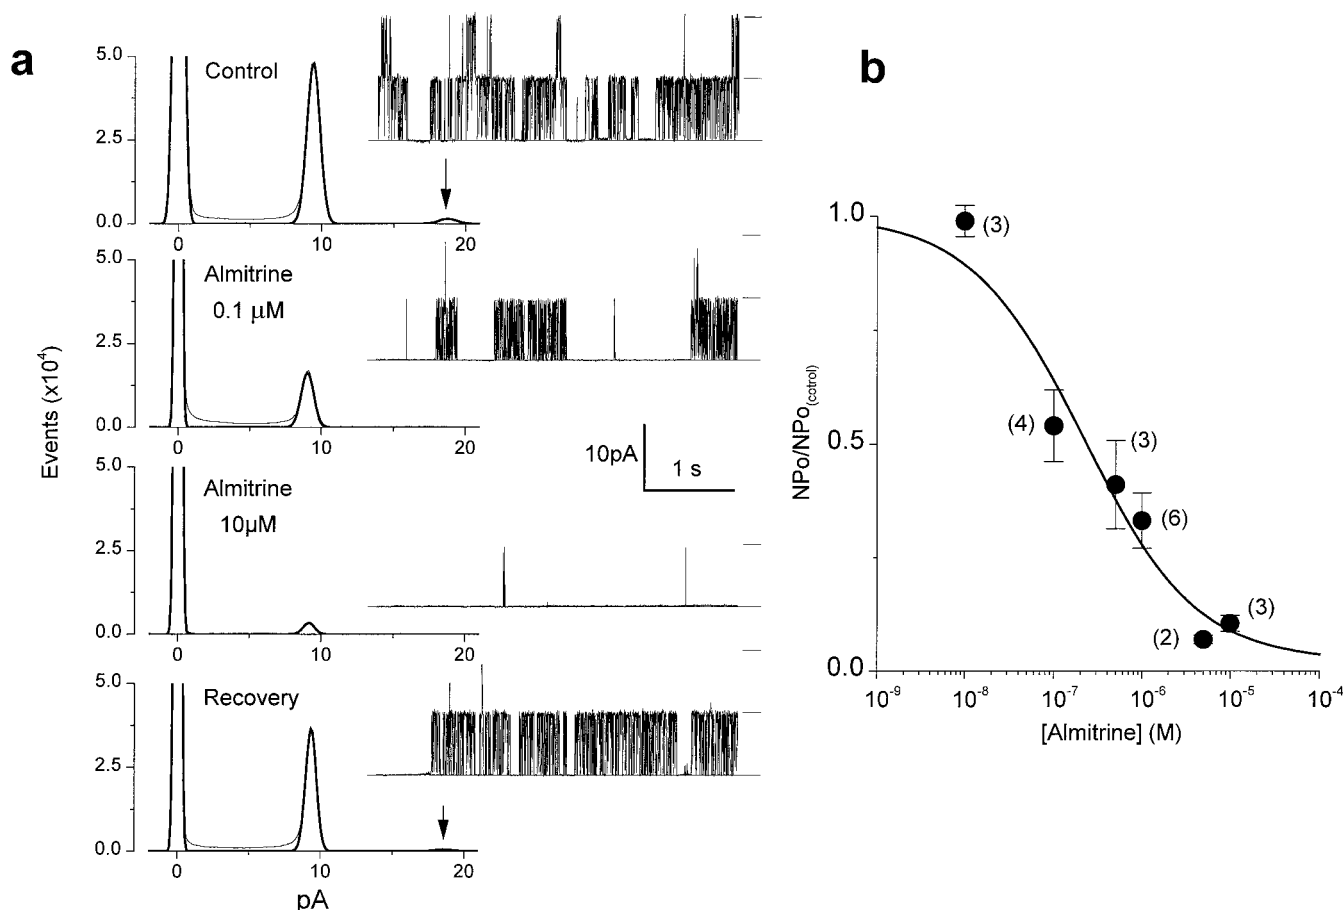 a
5.0
Control
2.5
0.0
0
10
20
5.0
Almitrine
0.1 μM
2.5
0.0
0
10
20
5.0
Almitrine
10μM
2.5
0.0
0
10
20
5.0
Recovery
2.5
0.0
0
10
20
pA
Events (x10⁴)
10pA
1 s
b
1.0
0.5
0.0
(3)
(4)
(3)
(6)
(2)
(3)
NPo/NPo(cotrol)
10⁻⁹ 10⁻⁸ 10⁻⁷ 10⁻⁶ 10⁻⁵ 10⁻⁴
[Almitrine] (M)